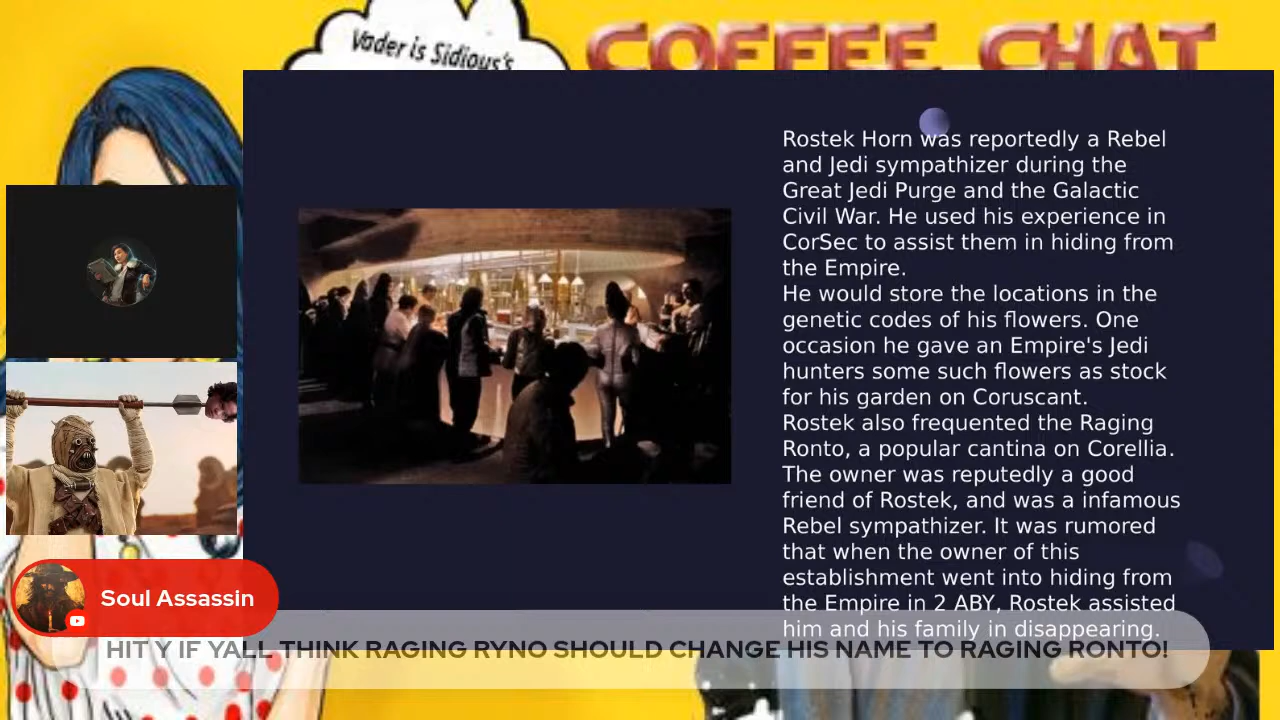 Vader is Sidious's
COFFEE CHAT
Rostek Horn was reportedly a Rebel
and Jedi sympathizer during the
Great Jedi Purge and the Galactic
Civil War. He used his experience in
CorSec to assist them in hiding from
the Empire.
He would store the locations in the
genetic codes of his flowers. One
occasion he gave an Empire's Jedi
hunters some such flowers as stock
for his garden on Coruscant.
Rostek also frequented the Raging
Ronto, a popular cantina on Corellia.
The owner was reputedly a good
friend of Rostek, and was a infamous
Rebel sympathizer. It was rumored
that when the owner of this
establishment went into hiding from
the Empire in 2 ABY, Rostek assisted
him and his family in disappearing.
Soul Assassin
HIT Y IF YALL THINK RAGING RYNO SHOULD CHANGE HIS NAME TO RAGING RONTO!